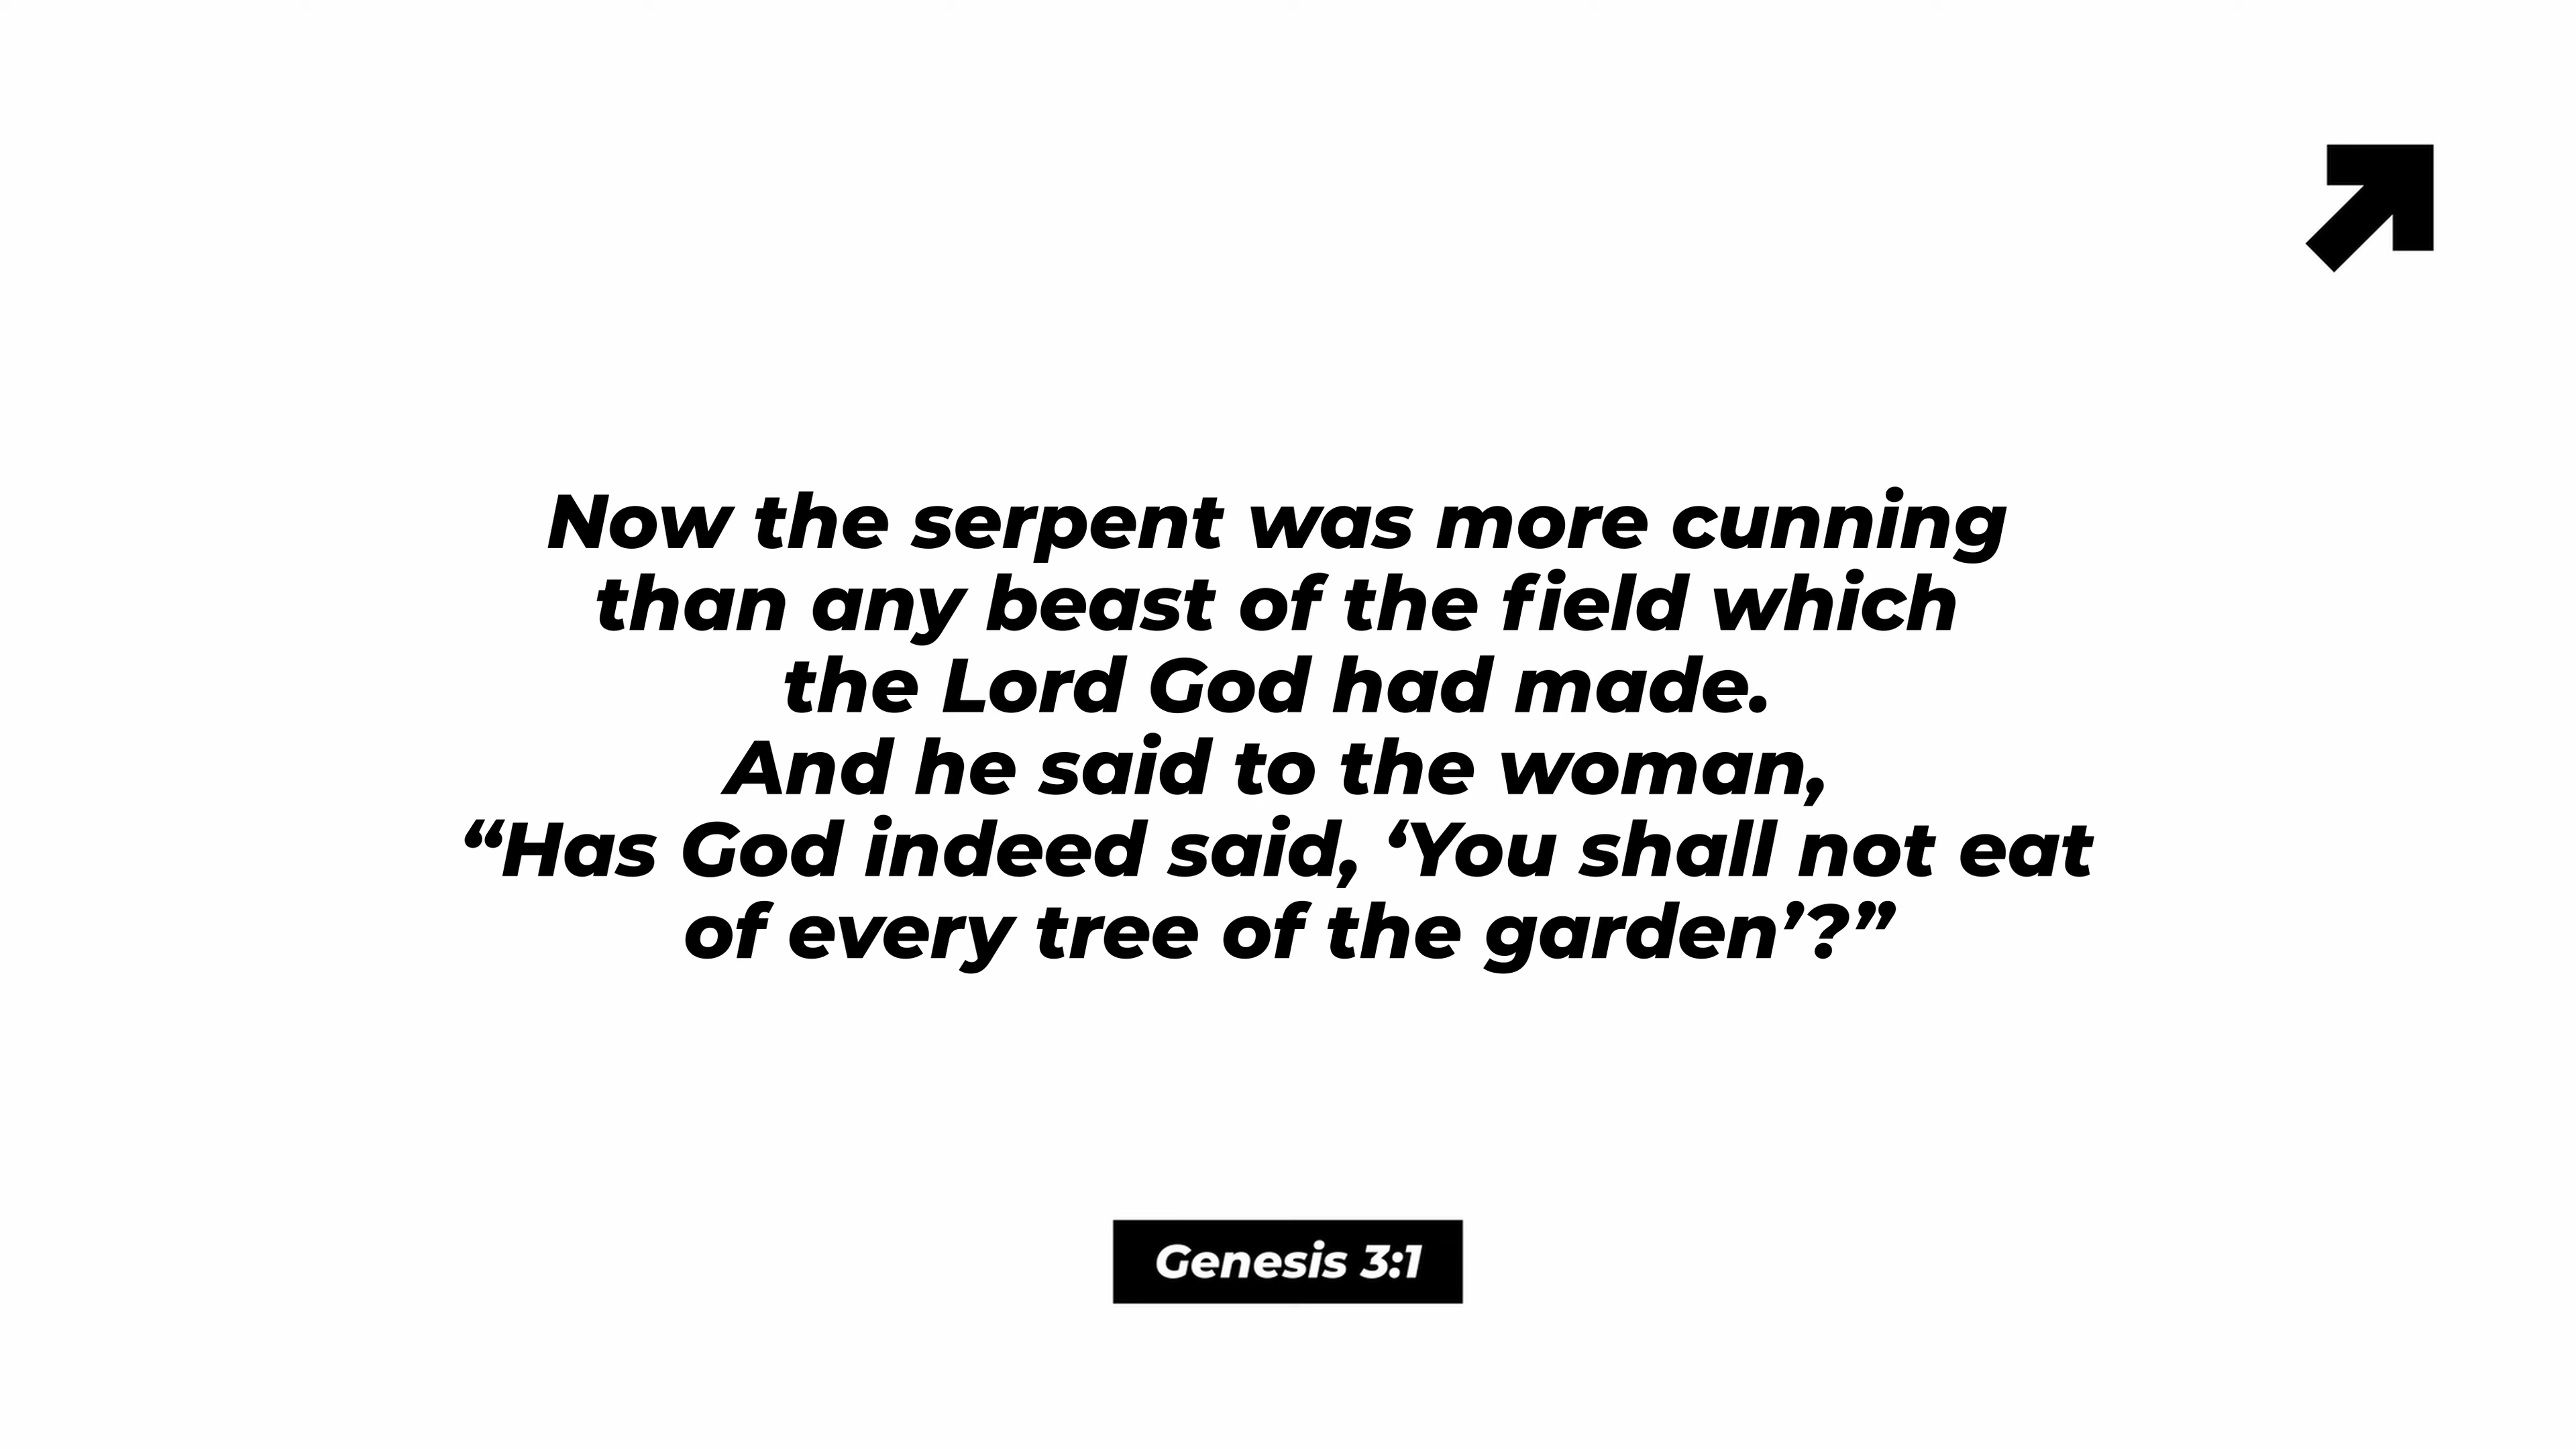 Now the serpent was more cunning
than any beast of the field which
the Lord God had made.
And he said to the woman,
“Has God indeed said, ‘You shall not eat
of every tree of the garden’?”
Genesis 3:1